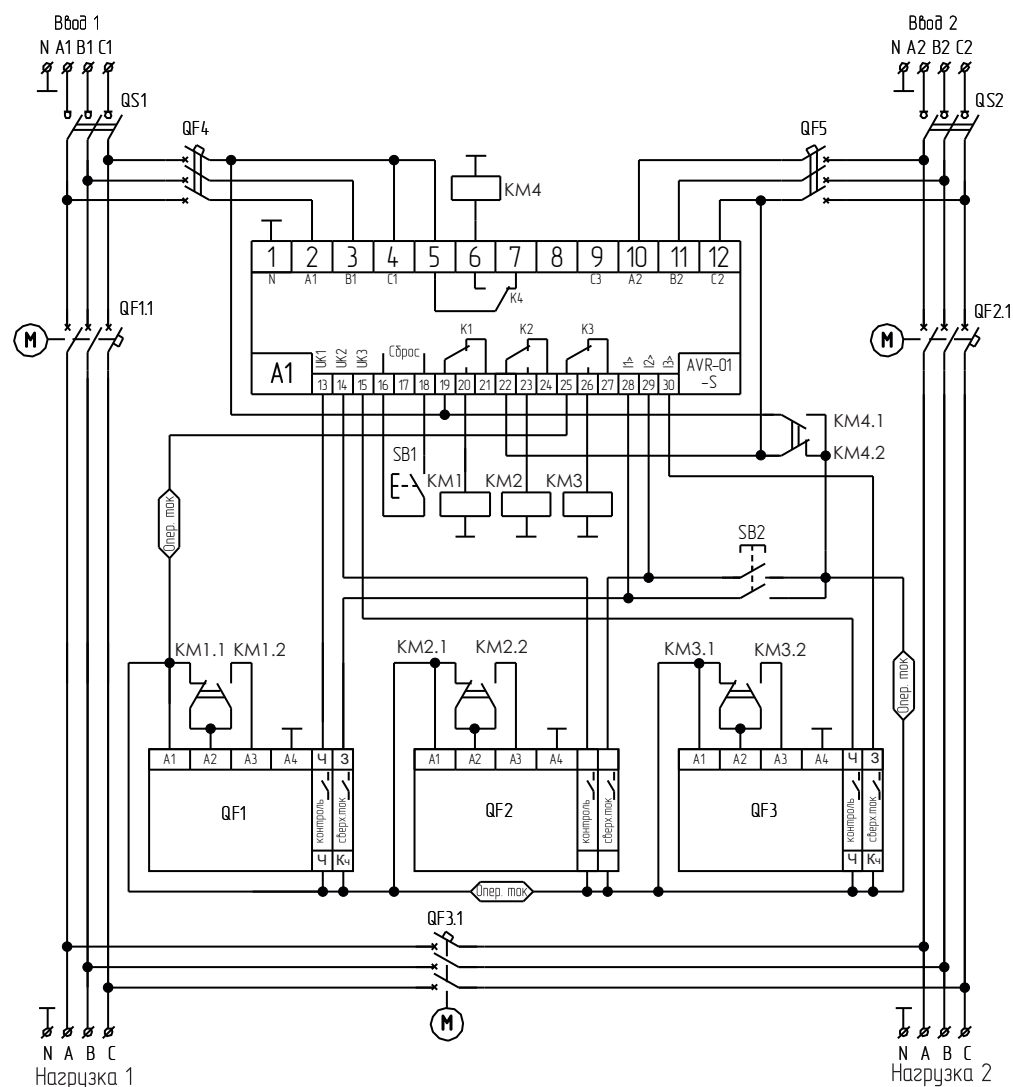 Ввод 1
Ввод 2
N A1 B1 C1
N A2 B2 C2
QS1
QS2
QF4
QF5
KM4
1 2 3 4 5 6 7 8 9 10 11 12
N A1 B1 C1 C3 A2 B2 C2
K4
QF1.1
QF2.1
M
M
K1 K2 K3
A1
UK1 UK2 UK3 Сброс I1> I2> I3>
AVR-01
-S
13 14 15 16 17 18 19 20 21 22 23 24 25 26 27 28 29 30
KM4.1
KM4.2
SB1
KM1 KM2 KM3
Опер. ток
SB2
KM1.1 KM1.2
KM2.1 KM2.2
KM3.1 KM3.2
Опер. ток
A1 A2 A3 A4 Ч З
A1 A2 A3 A4
A1 A2 A3 A4 Ч З
QF1
контроль
сверх.ток
QF2
контроль
сверх.ток
QF3
контроль
сверх.ток
Ч Кч
Ч Кч
Опер. ток
QF3.1
M
N A B C
N A B C
Нагрузка 1
Нагрузка 2